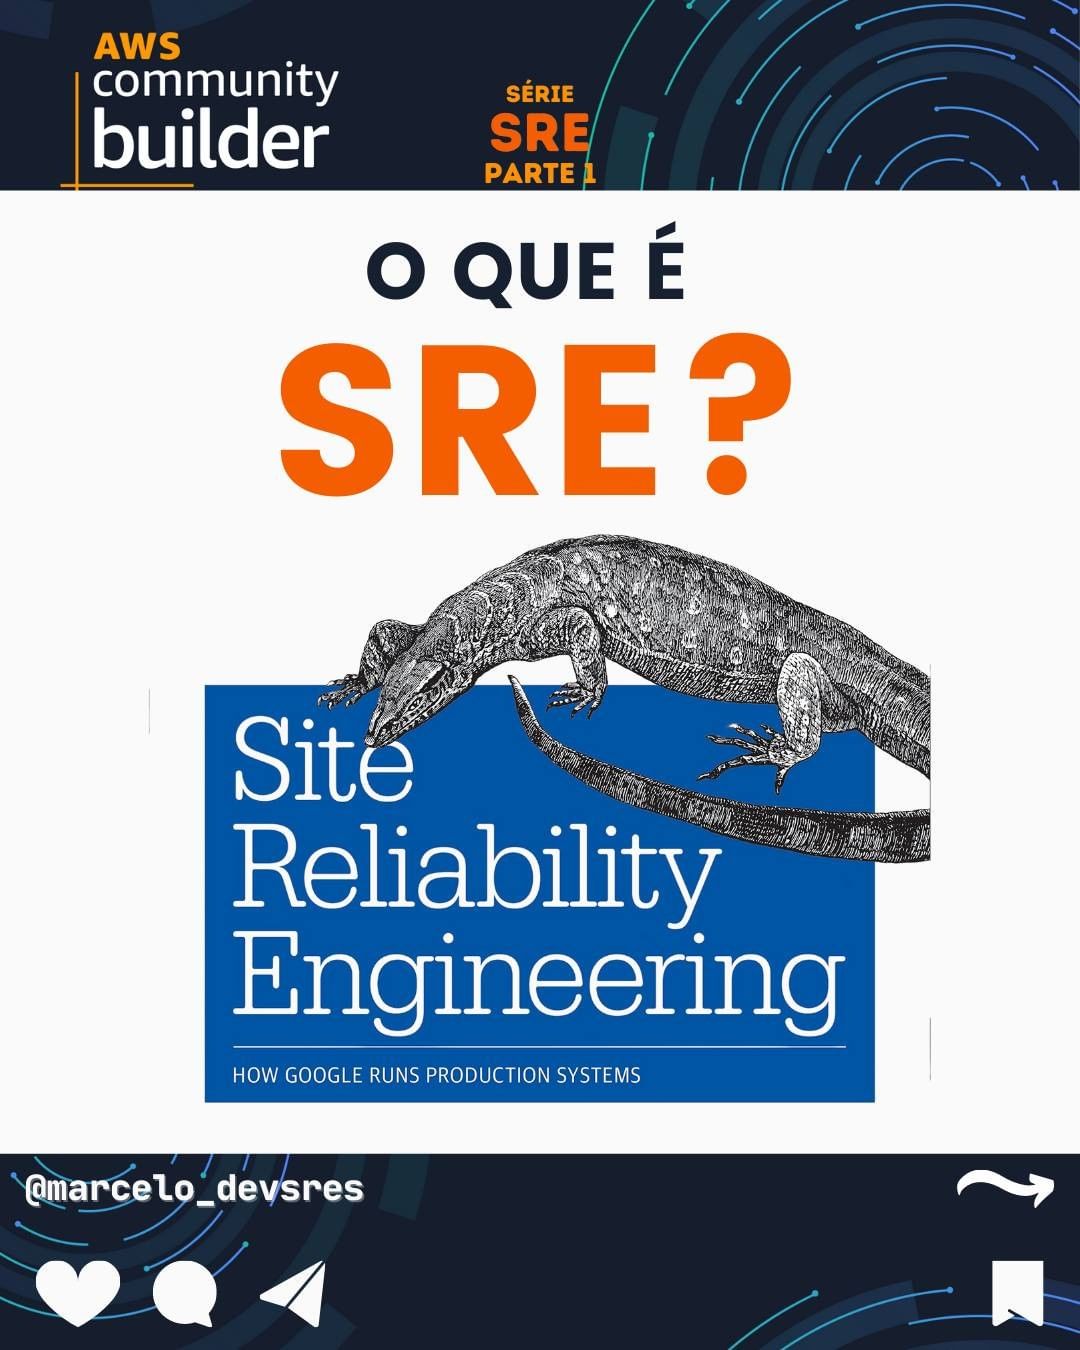 AWS
community
builder
SÉRIE
SRE
PARTE 1
O QUE É
SRE?
Site
Reliability
Engineering
HOW GOOGLE RUNS PRODUCTION SYSTEMS
@marcelo_devsres